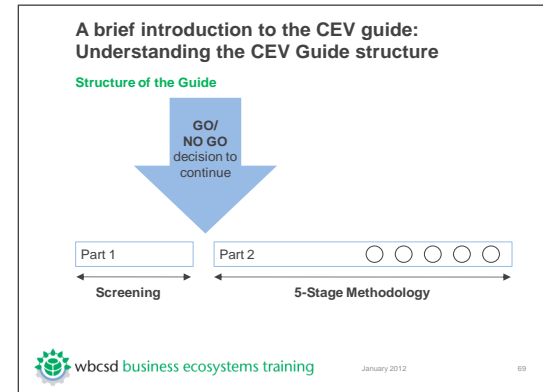 A brief introduction to the CEV guide:
Understanding the CEV Guide structure
Structure of the Guide
GO/
NO GO
decision to
continue
Part 1
Part 2
Screening
5-Stage Methodology
wbcsd business ecosystems training
January 2012
69